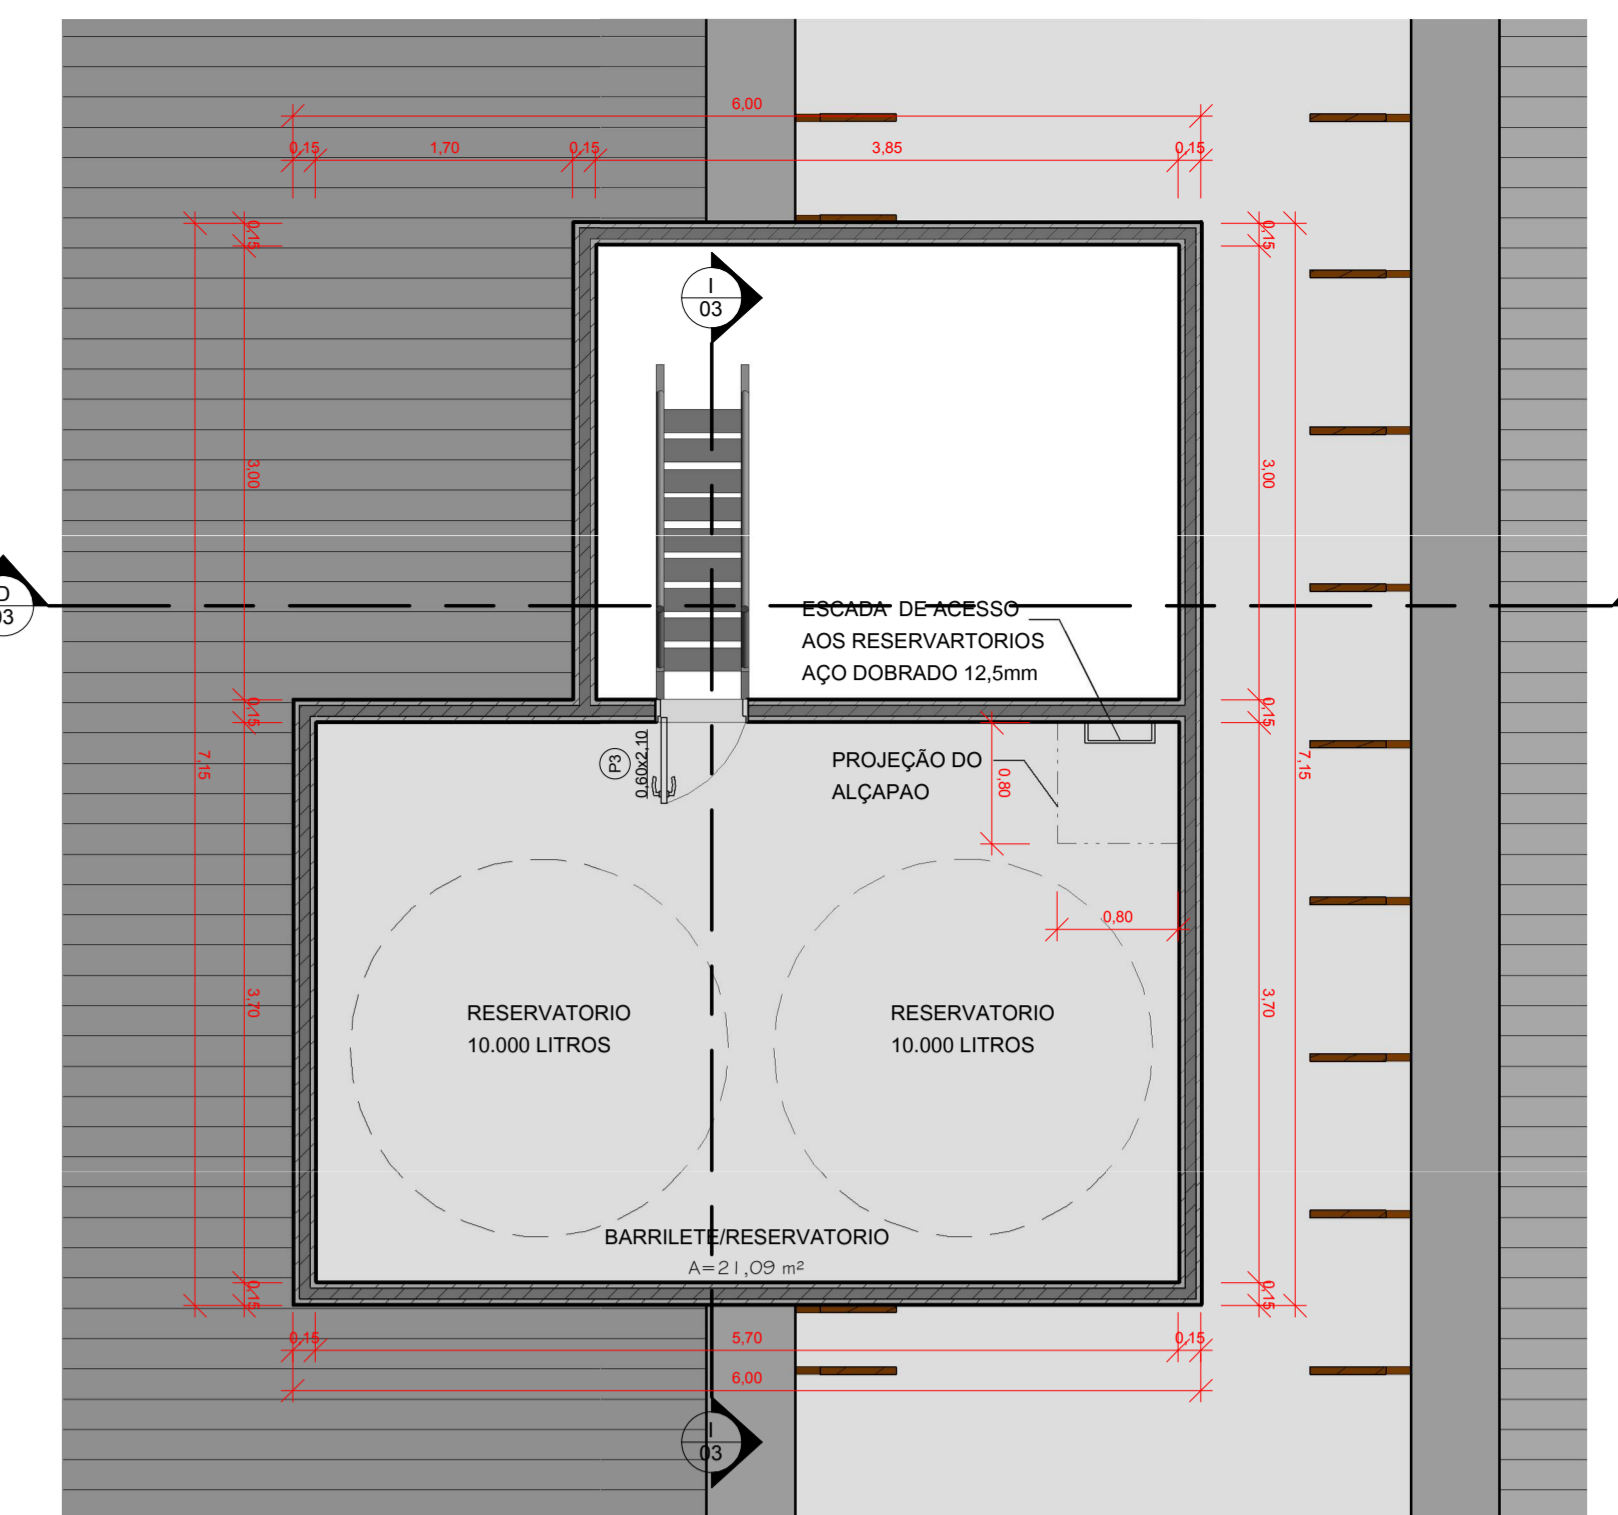 6,00
0,15
1,70
0,15
3,85
0,15
0,15
0,15
I
03
3,00
3,00
D
03
ESCADA DE ACESSO
AOS RESERVARTORIOS
AÇO DOBRADO 12,5mm
0,15
0,15
7,15
P3
0,60x2,10
PROJEÇÃO DO
ALÇAPAO
0,80
7,15
0,80
3,70
RESERVATORIO
10.000 LITROS
RESERVATORIO
10.000 LITROS
3,70
BARRILETE/RESERVATORIO
A=21,09 m²
0,15
0,15
0,15
5,70
0,15
6,00
I
03